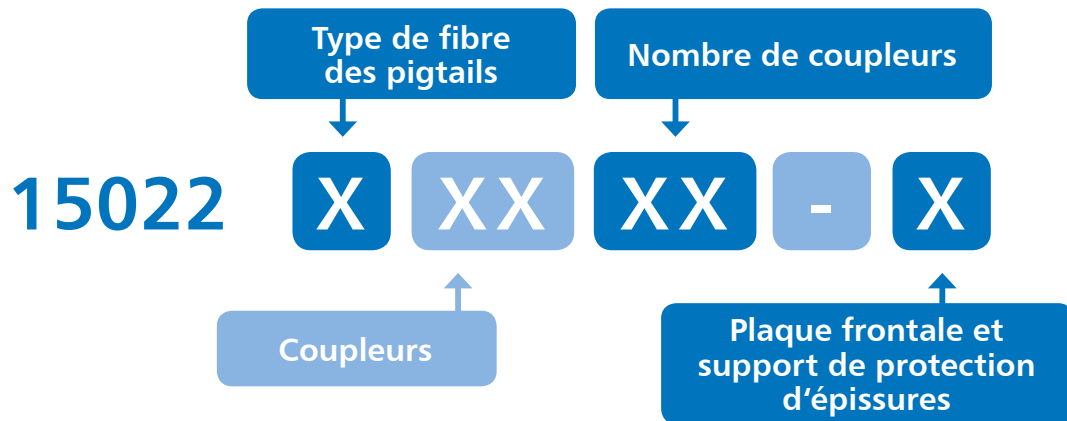 Type de fibre
des pigtails
Nombre de coupleurs
15022 X XX XX - X
Coupleurs
Plaque frontale et
support de protection
d‘épissures